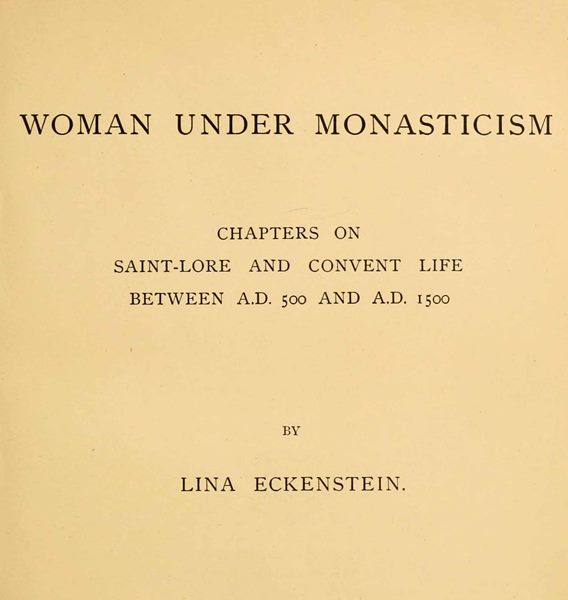 WOMAN UNDER MONASTICISM
CHAPTERS ON
SAINT-LORE AND CONVENT LIFE
BETWEEN A.D. 500 AND A.D. 1500
BY
LINA ECKENSTEIN.